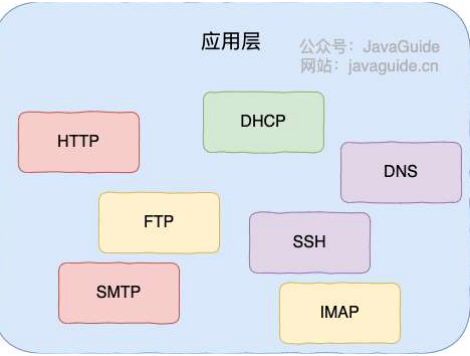 应用层
公众号：JavaGuide
网站：javaguide.cn
DHCP
HTTP
DNS
FTP
SSH
SMTP
IMAP